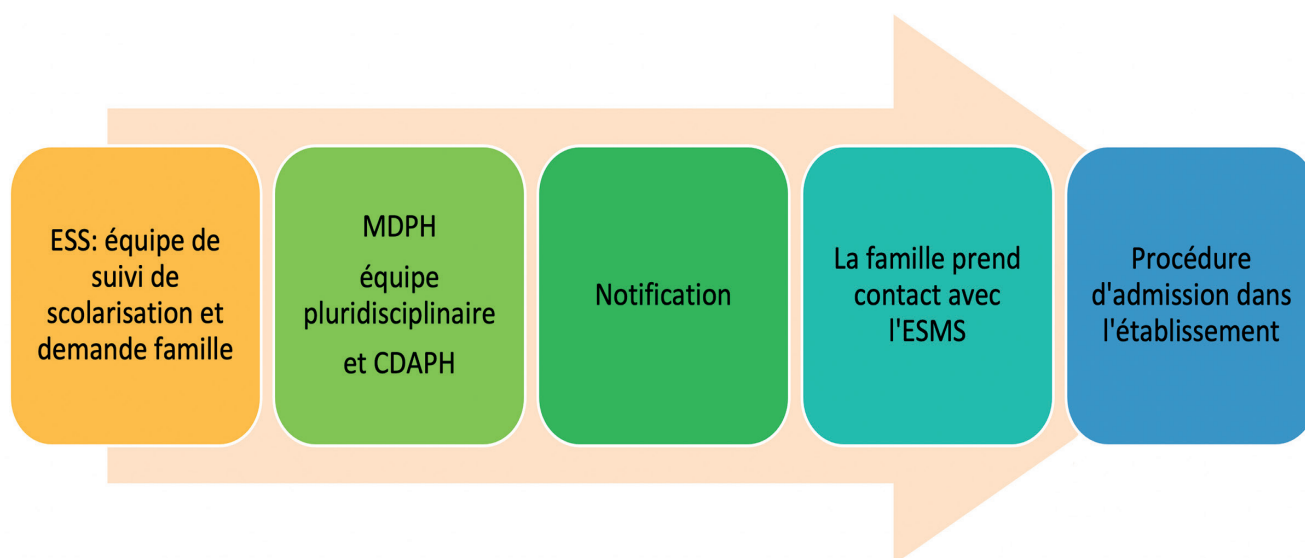 ESS: équipe de
suivi de
scolarisation et
demande famille
MDPH
équipe
pluridisciplinaire
et CDAPH
Notification
La famille prend
contact avec
l'ESMS
Procédure
d'admission dans
l'établissement